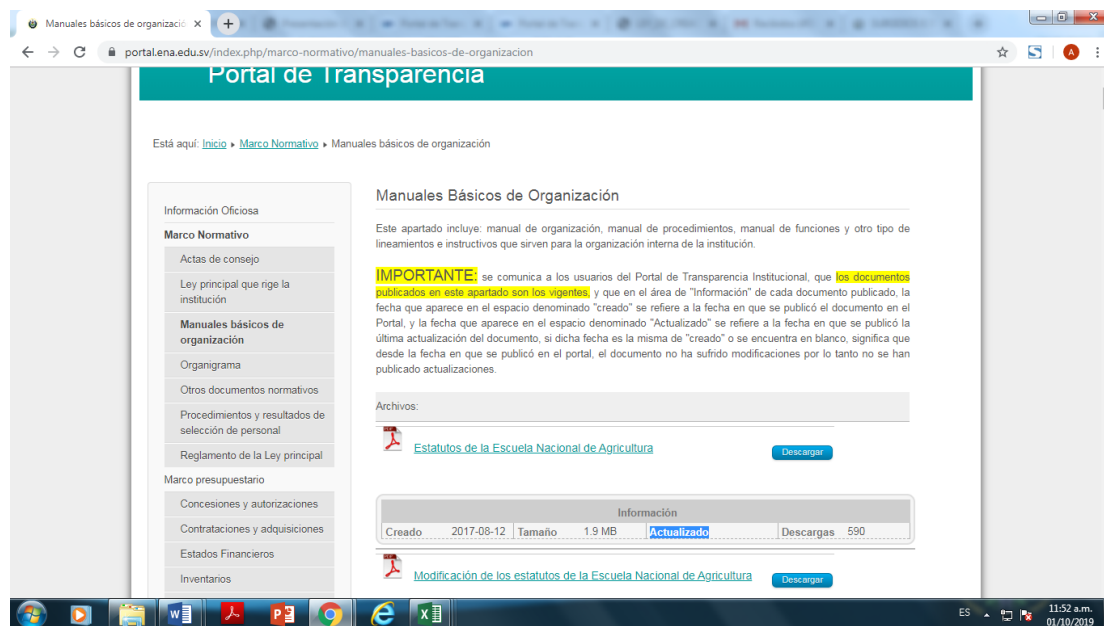 Manuales básicos de organizació
portal.ena.edu.sv/index.php/marco-normativo/manuales-basicos-de-organizacion
A
Portal de Transparencia
Está aquí: Inicio Marco Normativo Manuales básicos de organización
Información Oficiosa
Marco Normativo
Actas de consejo
Ley principal que rige la
institución
Manuales básicos de
organización
Organigrama
Otros documentos normativos
Procedimientos y resultados de
selección de personal
Reglamento de la Ley principal
Marco presupuestario
Concesiones y autorizaciones
Contrataciones y adquisiciones
Estados Financieros
Inventarios
Manuales Básicos de Organización
Este apartado incluye: manual de organización, manual de procedimientos, manual de funciones y otro tipo de
lineamientos e instructivos que sirven para la organización interna de la institución.
IMPORTANTE: se comunica a los usuarios del Portal de Transparencia Institucional, que los documentos
publicados en este apartado son los vigentes, y que en el área de "Información" de cada documento publicado, la
fecha que aparece en el espacio denominado "creado" se refiere a la fecha en que se publicó el documento en el
Portal, y la fecha que aparece en el espacio denominado "Actualizado" se refiere a la fecha en que se publicó la
última actualización del documento, si dicha fecha es la misma de "creado" o se encuentra en blanco, significa que
desde la fecha en que se publicó en el portal, el documento no ha sufrido modificaciones por lo tanto no se han
publicado actualizaciones.
Archivos:
Estatutos de la Escuela Nacional de Agricultura Descargar
Información
Creado 2017-08-12 Tamaño 1.9 MB Actualizado Descargas 590
Modificación de los estatutos de la Escuela Nacional de Agricultura Descargar
ES
11:52 a.m.
01/10/2019